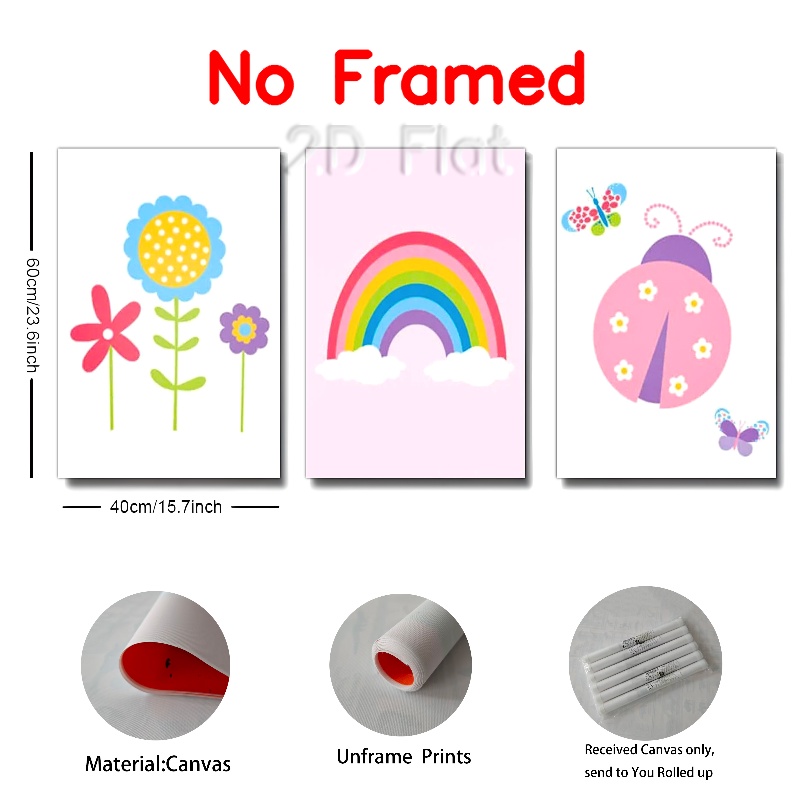 No Framed
2D Flat
60cm/23.6inch
40cm/15.7inch
Material:Canvas
Unframe Prints
Received Canvas only,
send to You Rolled up